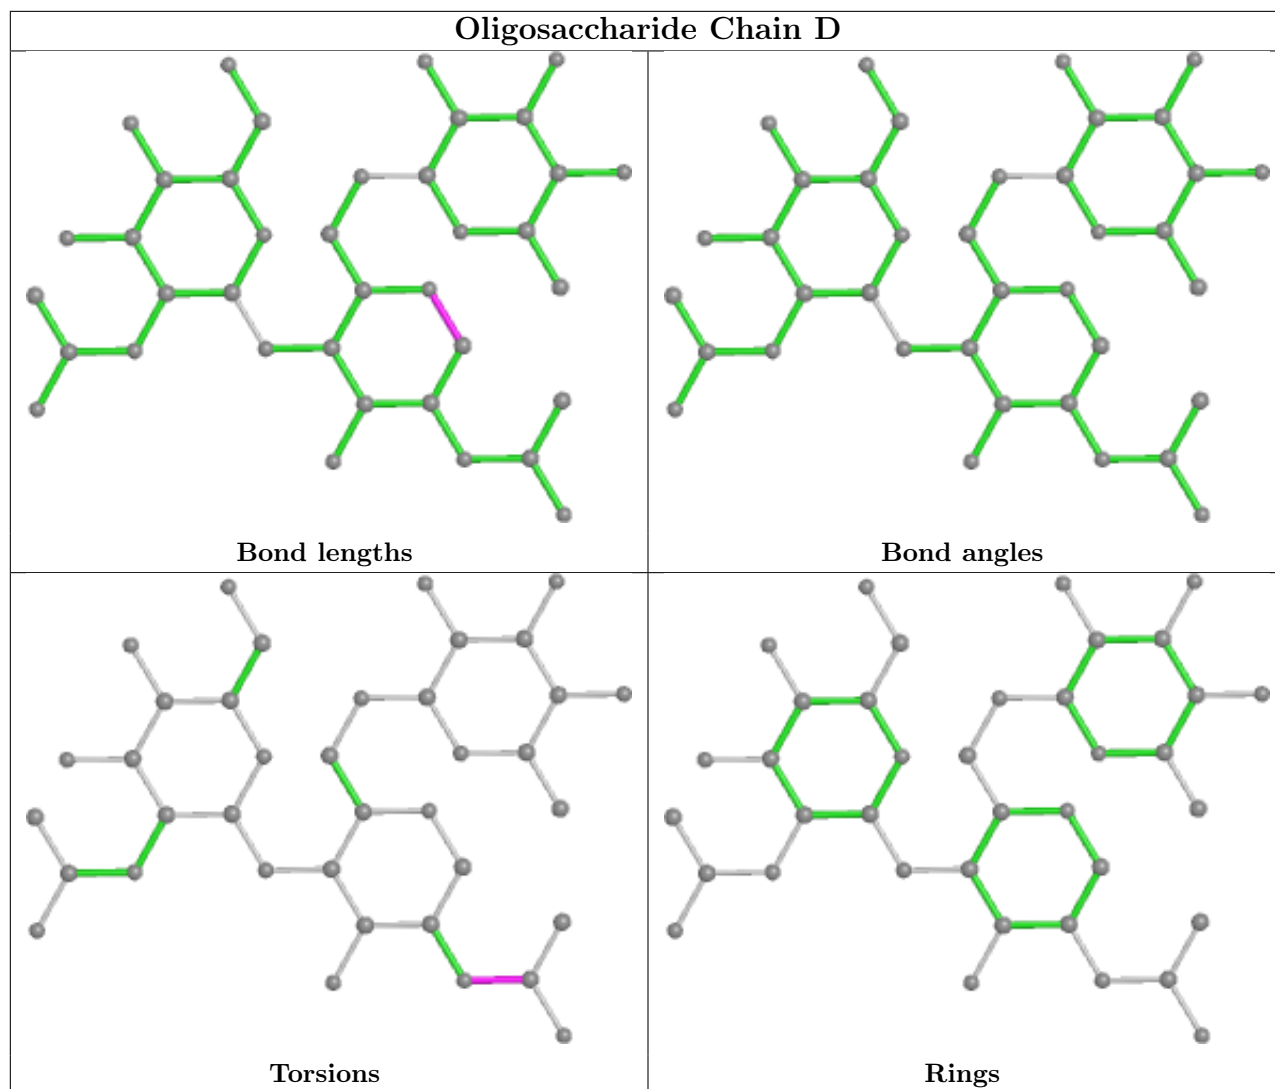 Oligosaccharide Chain D
Bond lengths
Bond angles
Torsions
Rings